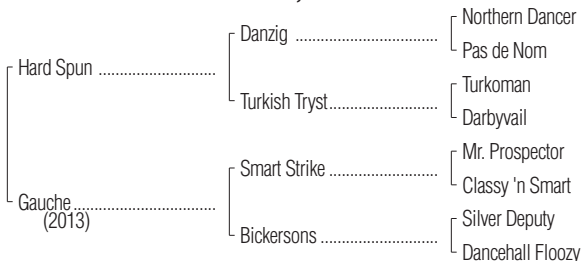 Northern Dancer
Danzig ..................................
Pas de Nom
Hard Spun ............................
Turkoman
Turkish Tryst..........................
Darbyvail
Mr. Prospector
Smart Strike ..........................
Classy 'n Smart
Gauche..................................
(2013)
Silver Deputy
Bickersons ............................
Dancehall Floozy